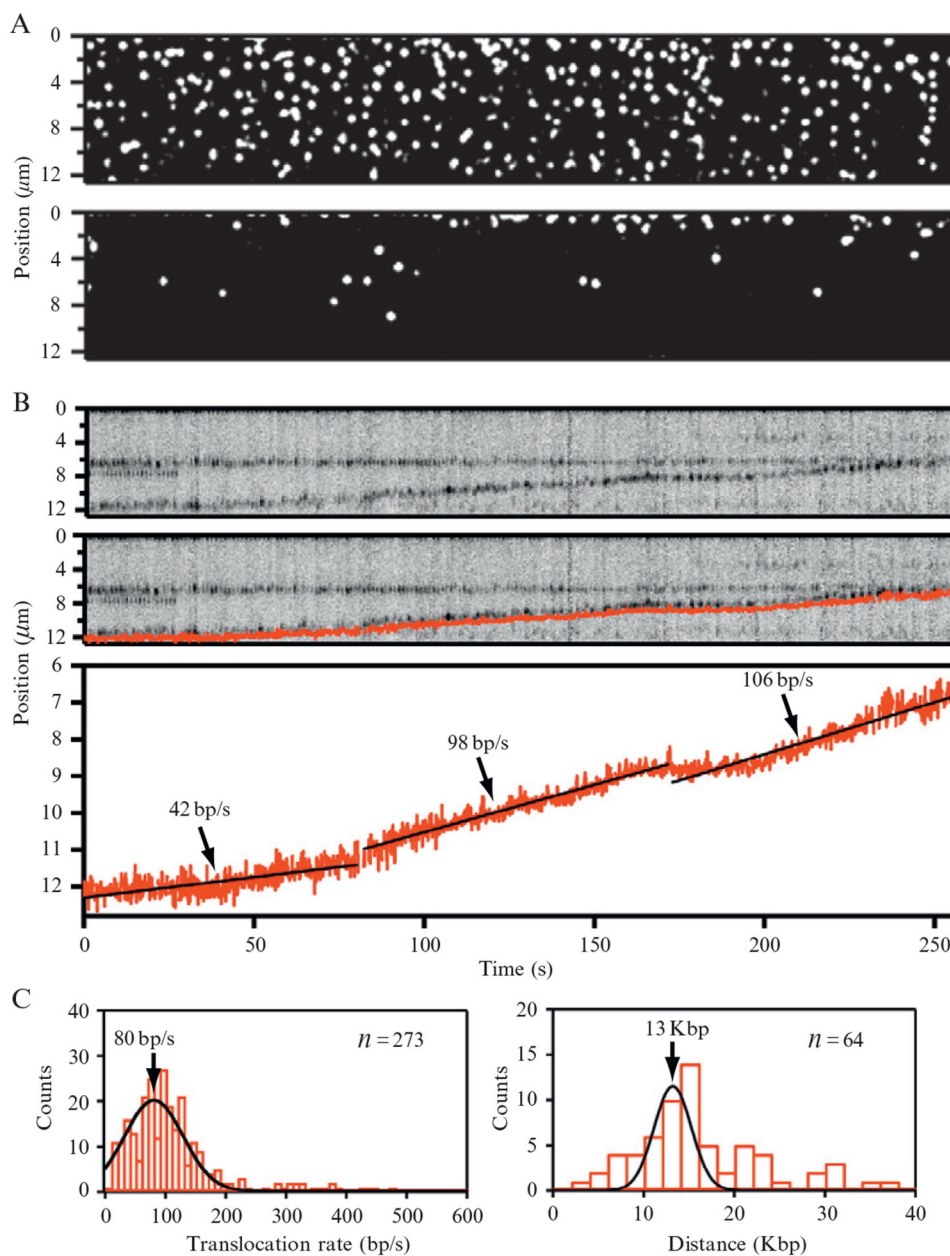 A
0
4
8
12
0
4
8
12
Position (μm)
B
0
4
8
12
0
4
8
12
Position (μm)
6
7
8
9
10
11
12
42 bp/s
98 bp/s
106 bp/s
0 50 100 150 200 250
Time (s)
C
40
30
20
10
0
Counts
80 bp/s
n = 273
0 100 200 300 400 500 600
Translocation rate (bp/s)
20
15
10
5
0
Counts
13 Kbp
n = 64
0 10 20 30 40
Distance (Kbp)